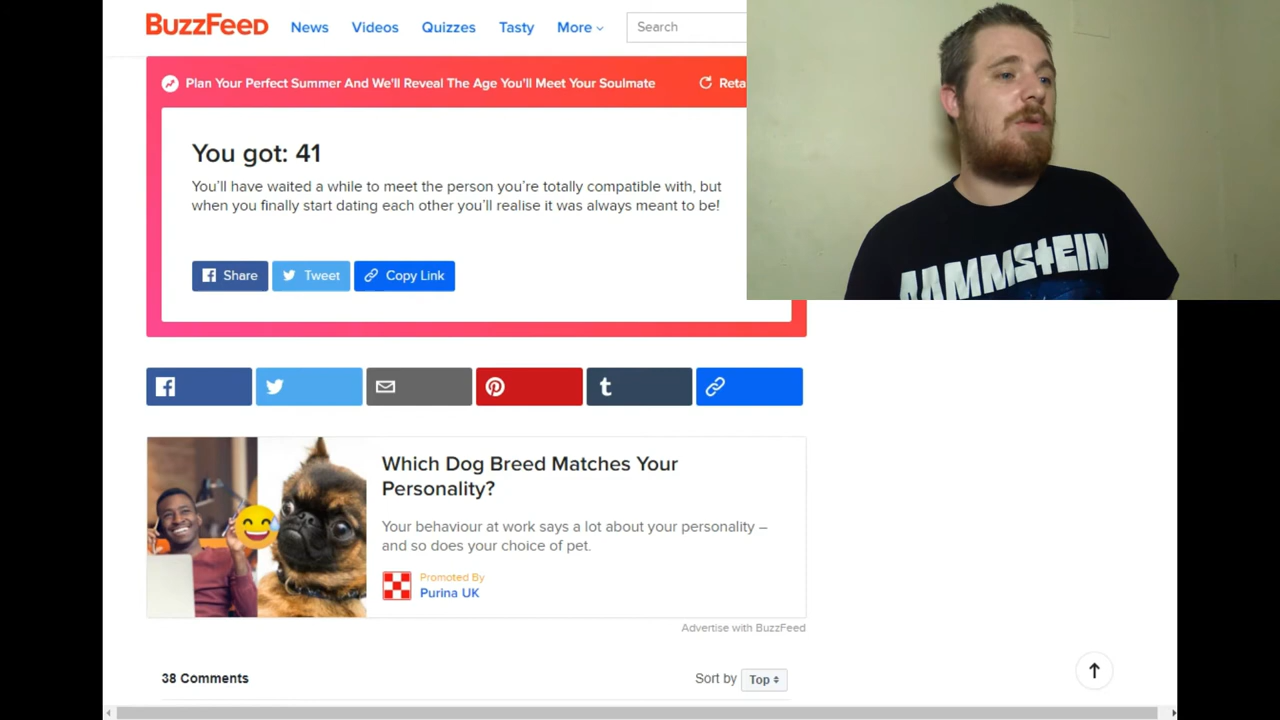 BuzzFeed News Videos Quizzes Tasty More Search
Plan Your Perfect Summer And We'll Reveal The Age You'll Meet Your Soulmate
You got: 41
You'll have waited a while to meet the person you're totally compatible with, but
when you finally start dating each other you'll realise it was always meant to be!
Share Tweet Copy Link
RAMMSTEIN
Which Dog Breed Matches Your
Personality?
Your behaviour at work says a lot about your personality –
and so does your choice of pet.
Promoted By
Purina UK
Advertise with BuzzFeed
38 Comments
Sort by Top